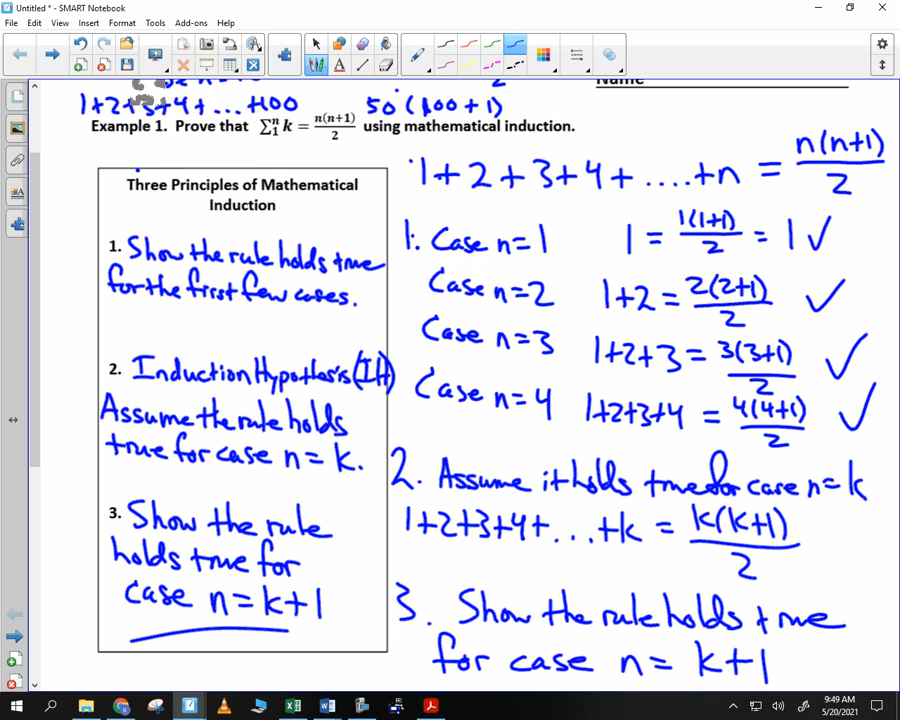 Untitled * - SMART Notebook
File Edit View Insert Format Tools Add-ons Help
Name
1+2+3+4+ ... +100 50(100+1)
Example 1. Prove that ∑₁ⁿ k = n(n+1)/2 using mathematical induction.
Three Principles of Mathematical
Induction
1. Show the rule holds true
for the first few cases.
2. Induction Hypothesis (IH)
Assume the rule holds
true for case n = k.
3. Show the rule
holds true for
case n = k+1
1+2+3+4+....+n = n(n+1)/2
1. Case n=1 1 = 1(1+1)/2 = 1 ✓
Case n=2 1+2 = 2(2+1)/2 ✓
Case n=3 1+2+3 = 3(3+1)/2 ✓
Case n=4 1+2+3+4 = 4(4+1)/2 ✓
2. Assume it holds true for case n=k
1+2+3+4+...+k = k(k+1)/2
3. Show the rule holds true
for case n = k+1
9:49 AM
5/20/2021